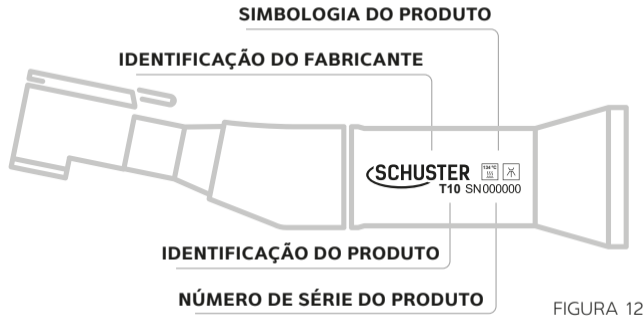 SIMBOLOGIA DO PRODUTO
IDENTIFICAÇÃO DO FABRICANTE
SCHUSTER
134°C
T10 SN000000
IDENTIFICAÇÃO DO PRODUTO
NÚMERO DE SÉRIE DO PRODUTO
FIGURA 12